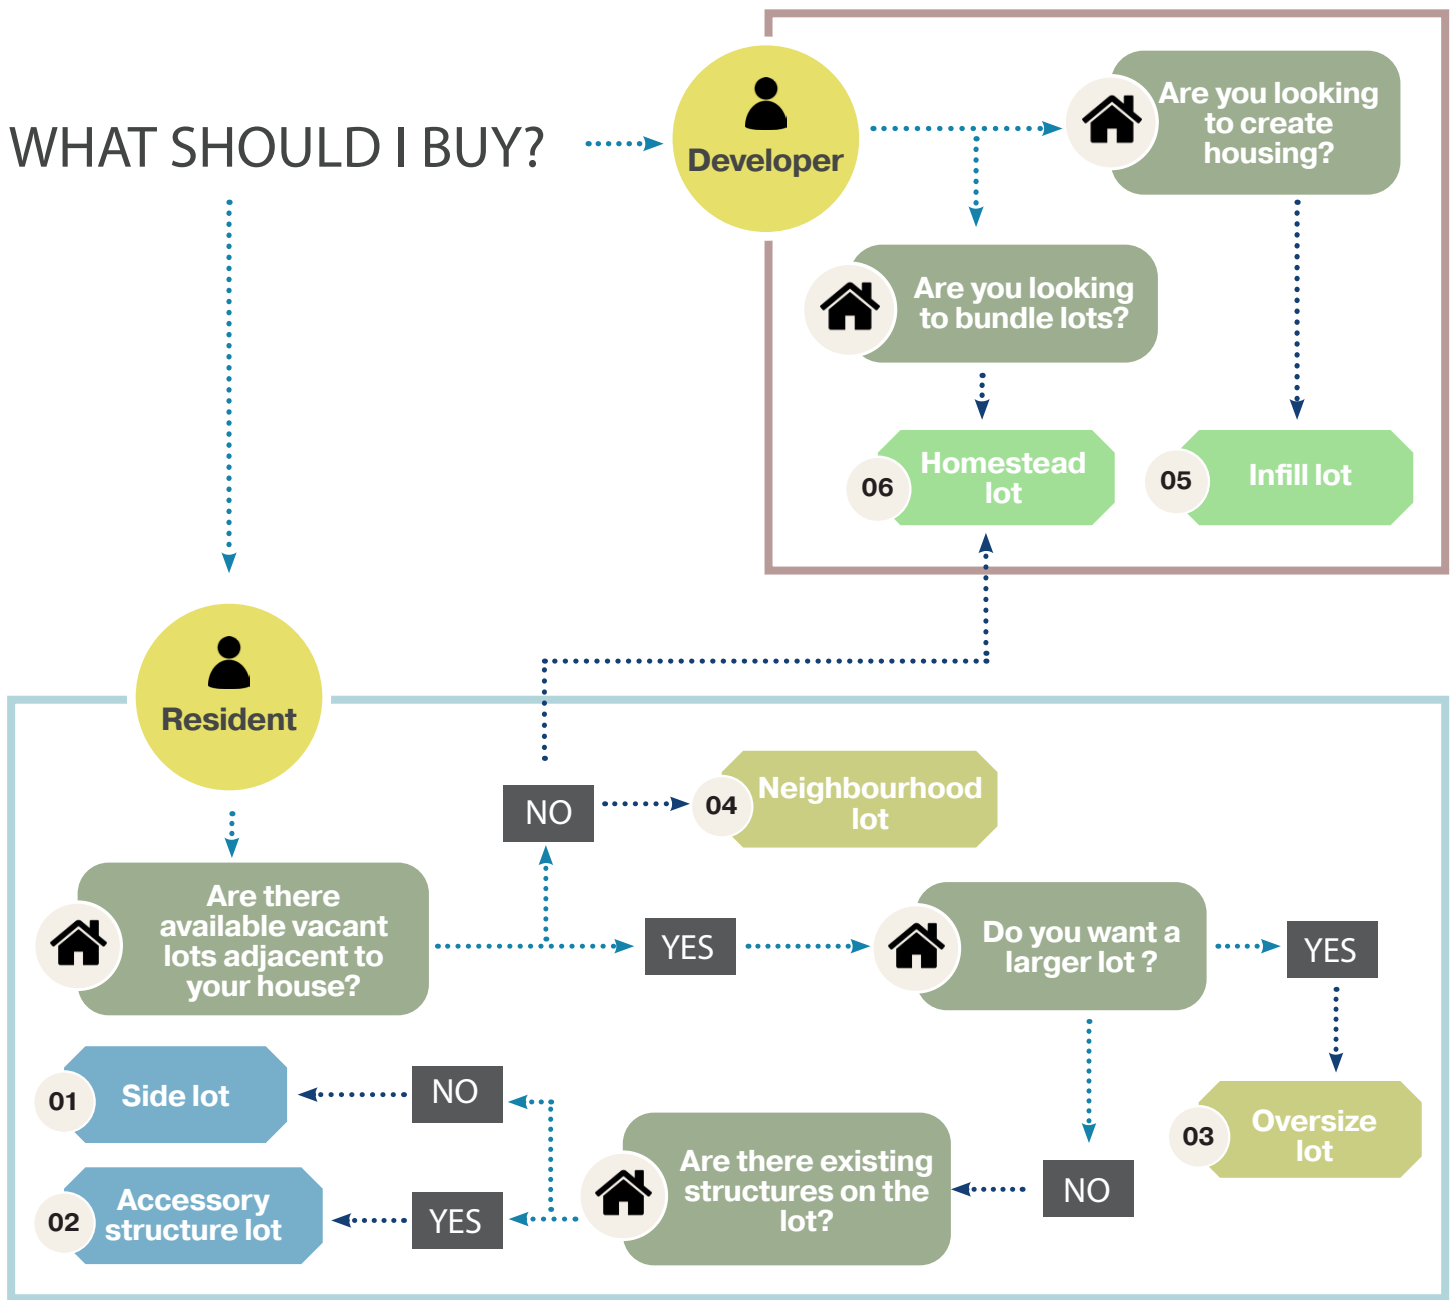 WHAT SHOULD I BUY?
Developer
Are you looking
to create
housing?
Are you looking
to bundle lots?
06
Homestead
lot
05
Infill lot
Resident
NO
04
Neighbourhood
lot
Are there
available vacant
lots adjacent to
your house?
YES
Do you want a
larger lot ?
YES
01
Side lot
NO
03
Oversize
lot
Are there existing
structures on the
lot?
NO
02
Accessory
structure lot
YES